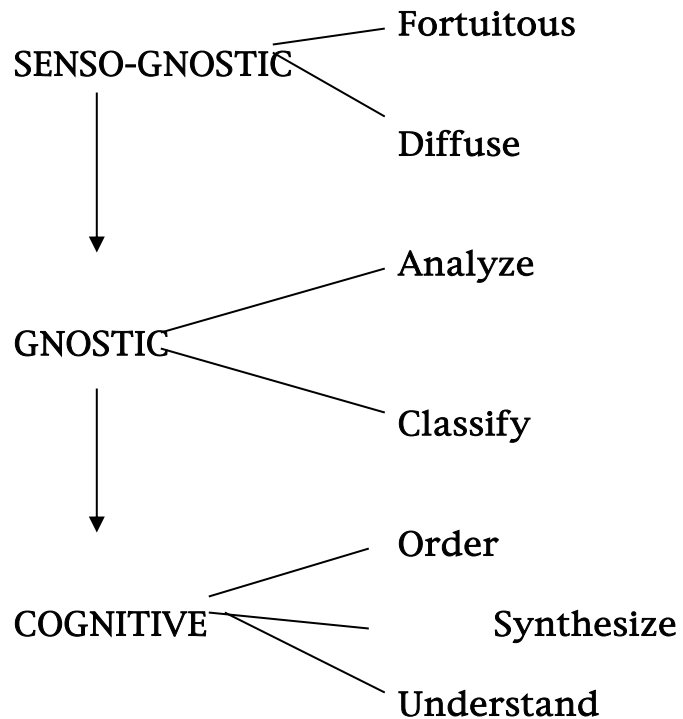 Fortuitous
SENSO-GNOSTIC
Diffuse
Analyze
GNOSTIC
Classify
Order
COGNITIVE
Synthesize
Understand